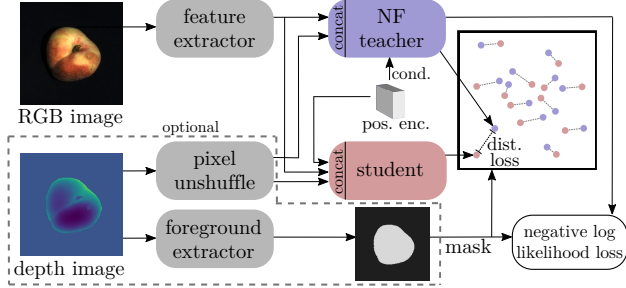 feature
extractor
concat
NF
teacher
RGB image
cond.
pos. enc.
optional
pixel
unshuffle
concat
student
dist.
loss
depth image
foreground
extractor
mask
negative log
likelihood loss